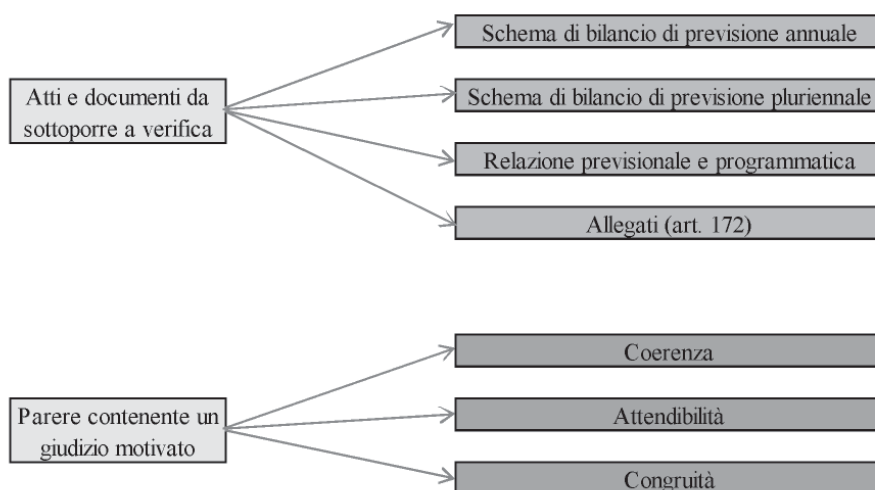 Atti e documenti da
sottoporre a verifica
Schema di bilancio di previsione annuale
Schema di bilancio di previsione pluriennale
Relazione previsionale e programmatica
Allegati (art. 172)
Parere contenente un
giudizio motivato
Coerenza
Attendibilità
Congruità